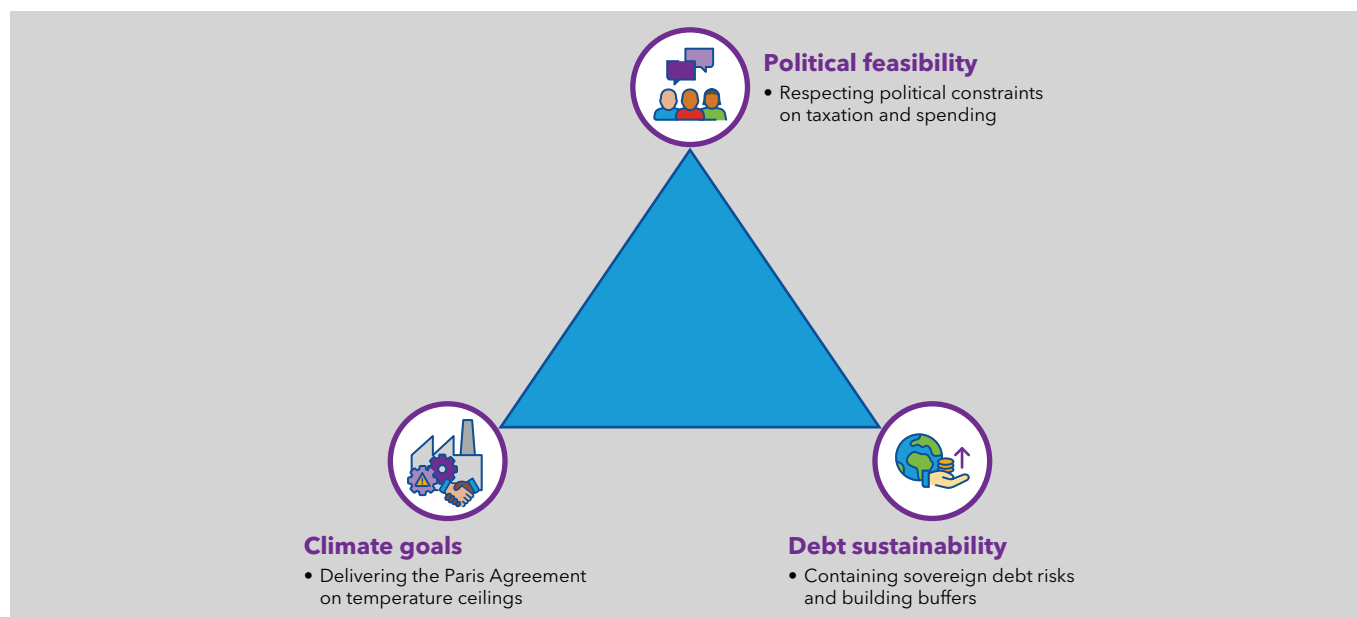 Political feasibility
• Respecting political constraints
on taxation and spending
Climate goals
• Delivering the Paris Agreement
on temperature ceilings
Debt sustainability
• Containing sovereign debt risks
and building buffers